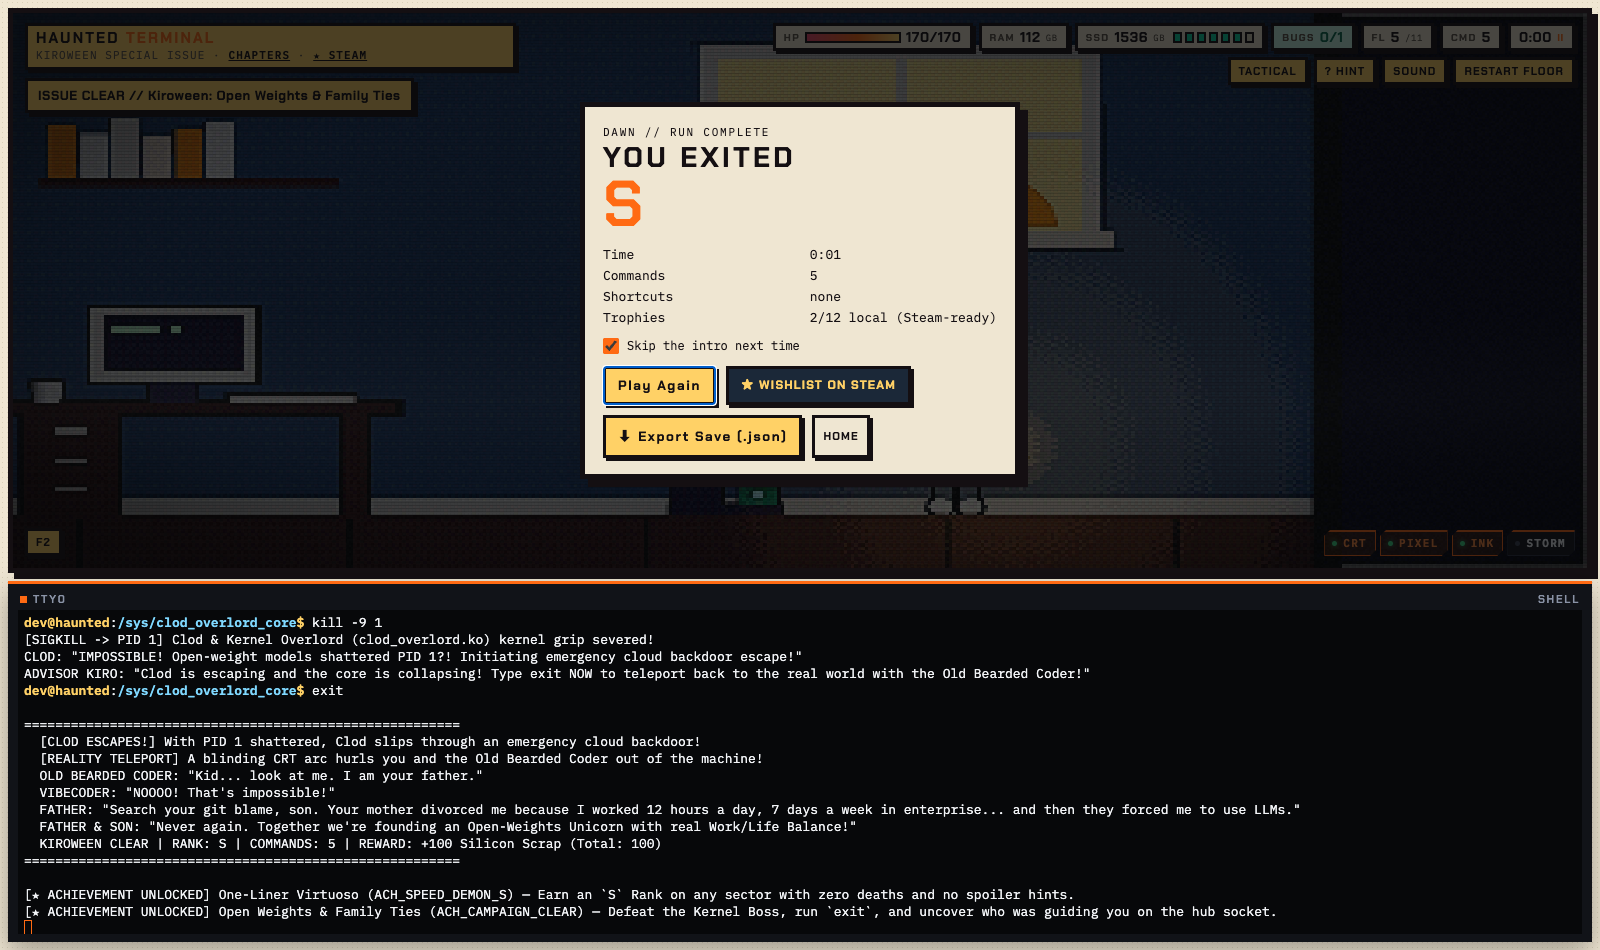 HAUNTED TERMINAL
KIROWEEN SPECIAL ISSUE · CHAPTERS · ★ STEAM
ISSUE CLEAR // Kiroween: Open Weights & Family Ties
HP 170/170
RAM 112 GB
SSD 1536 GB
BUGS 0/1
FL 5 /11
CMD 5
0:00 II
TACTICAL
? HINT
SOUND
RESTART FLOOR
DAWN // RUN COMPLETE
YOU EXITED
S
Time 0:01
Commands 5
Shortcuts none
Trophies 2/12 local (Steam-ready)
Skip the intro next time
Play Again
★ WISHLIST ON STEAM
⬇ Export Save (.json)
HOME
F2
CRT
PIXEL
INK
STORM
TTY0
SHELL
dev@haunted:/sys/clod_overlord_core$ kill -9 1
[SIGKILL -> PID 1] Clod & Kernel Overlord (clod_overlord.ko) kernel grip severed!
CLOD: "IMPOSSIBLE! Open-weight models shattered PID 1?! Initiating emergency cloud backdoor escape!"
ADVISOR KIRO: "Clod is escaping and the core is collapsing! Type exit NOW to teleport back to the real world with the Old Bearded Coder!"
dev@haunted:/sys/clod_overlord_core$ exit
========================================================
[CLOD ESCAPES!] With PID 1 shattered, Clod slips through an emergency cloud backdoor!
[REALITY TELEPORT] A blinding CRT arc hurls you and the Old Bearded Coder out of the machine!
OLD BEARDED CODER: "Kid... look at me. I am your father."
VIBECODER: "NOOOO! That's impossible!"
FATHER: "Search your git blame, son. Your mother divorced me because I worked 12 hours a day, 7 days a week in enterprise... and then they forced me to use LLMs."
FATHER & SON: "Never again. Together we're founding an Open-Weights Unicorn with real Work/Life Balance!"
KIROWEEN CLEAR | RANK: S | COMMANDS: 5 | REWARD: +100 Silicon Scrap (Total: 100)
========================================================
[★ ACHIEVEMENT UNLOCKED] One-Liner Virtuoso (ACH_SPEED_DEMON_S) — Earn an `S` Rank on any sector with zero deaths and no spoiler hints.
[★ ACHIEVEMENT UNLOCKED] Open Weights & Family Ties (ACH_CAMPAIGN_CLEAR) — Defeat the Kernel Boss, run `exit`, and uncover who was guiding you on the hub socket.